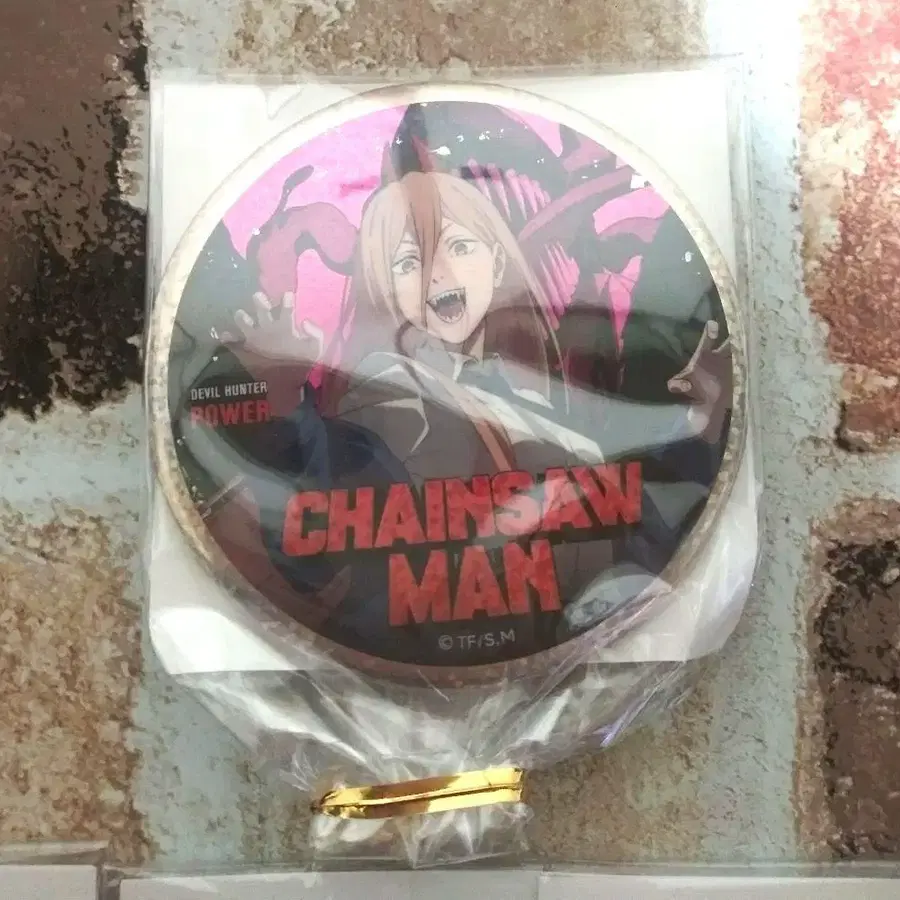 DEVIL HUNTER
POWER
CHAINSAW
MAN
©TF/S,M